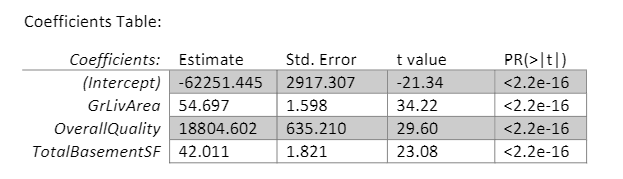 Coefficients Table:
Coefficients: Estimate Std. Error t value PR(>|t|)
(Intercept) -62251.445 2917.307 -21.34 <2.2e-16
GrLivArea 54.697 1.598 34.22 <2.2e-16
OverallQuality 18804.602 635.210 29.60 <2.2e-16
TotalBasementSF 42.011 1.821 23.08 <2.2e-16